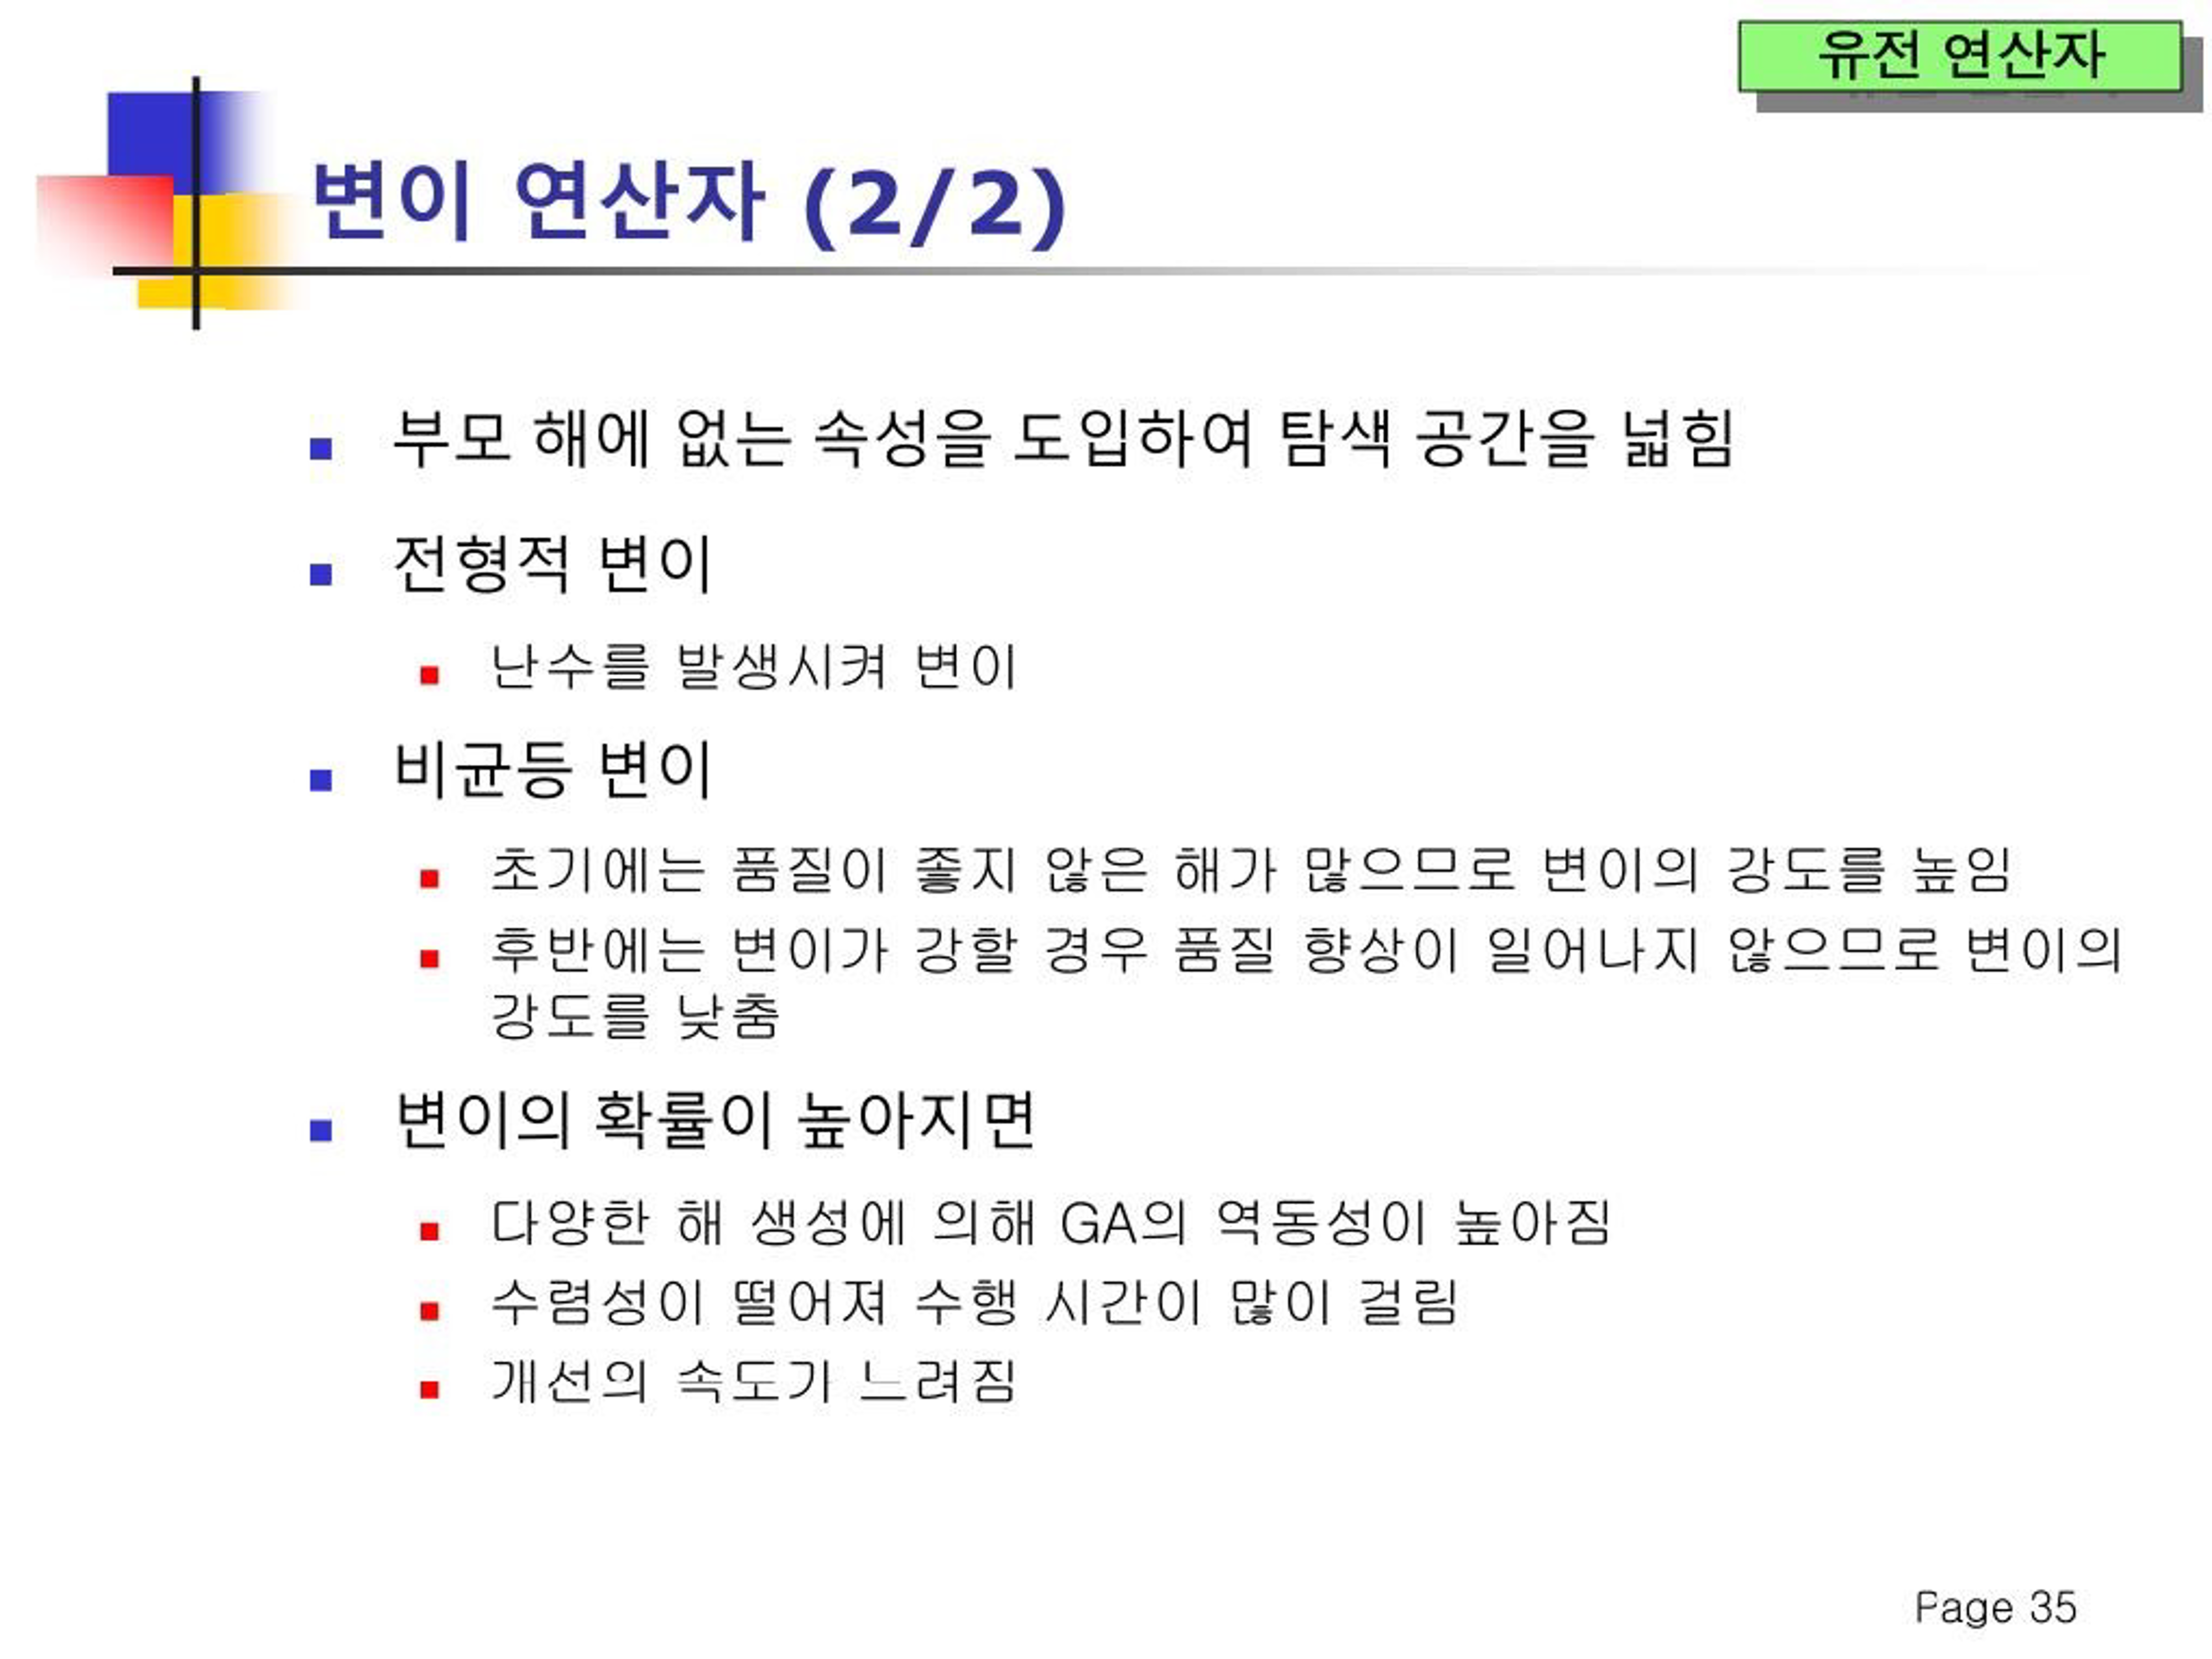 유전 연산자
변이 연산자 (2/2)
부모 해에 없는 속성을 도입하여 탐색 공간을 넓힘
전형적 변이
난수를 발생시켜 변이
비균등 변이
초기에는 품질이 좋지 않은 해가 많으므로 변이의 강도를 높임
후반에는 변이가 강할 경우 품질 향상이 일어나지 않으므로 변이의
강도를 낮춤
변이의 확률이 높아지면
다양한 해 생성에 의해 GA의 역동성이 높아짐
수렴성이 떨어져 수행 시간이 많이 걸림
개선의 속도가 느려짐
Page 35